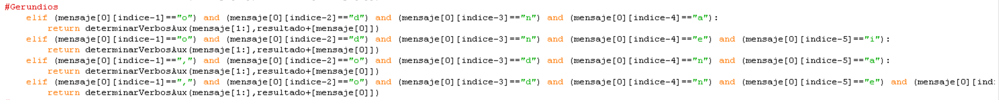 #Gerundios
    elif (mensaje[0][indice-1]=="o") and (mensaje[0][indice-2]=="d") and (mensaje[0][indice-3]=="n") and (mensaje[0][indice-4]=="a"):
        return determinarVerbosAux(mensaje[1:],resultado+[mensaje[0]])
    elif (mensaje[0][indice-1]=="o") and (mensaje[0][indice-2]=="d") and (mensaje[0][indice-3]=="n") and (mensaje[0][indice-4]=="e") and (mensaje[0][indice-5]=="i"):
        return determinarVerbosAux(mensaje[1:],resultado+[mensaje[0]])
    elif (mensaje[0][indice-1]==",") and (mensaje[0][indice-2]=="o") and (mensaje[0][indice-3]=="d") and (mensaje[0][indice-4]=="n") and (mensaje[0][indice-5]=="a"):
        return determinarVerbosAux(mensaje[1:],resultado+[mensaje[0]])
    elif (mensaje[0][indice-1]==",") and (mensaje[0][indice-2]=="o") and (mensaje[0][indice-3]=="d") and (mensaje[0][indice-4]=="n") and (mensaje[0][indice-5]=="e") and (mensaje[0][ind
        return determinarVerbosAux(mensaje[1:],resultado+[mensaje[0]])